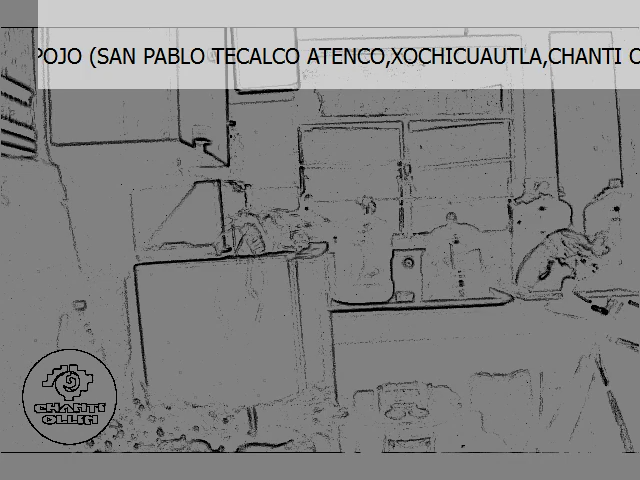 POJO (SAN PABLO TECALCO ATENCO,XOCHICUAUTLA,CHANTI
CHANTI
OLLIN